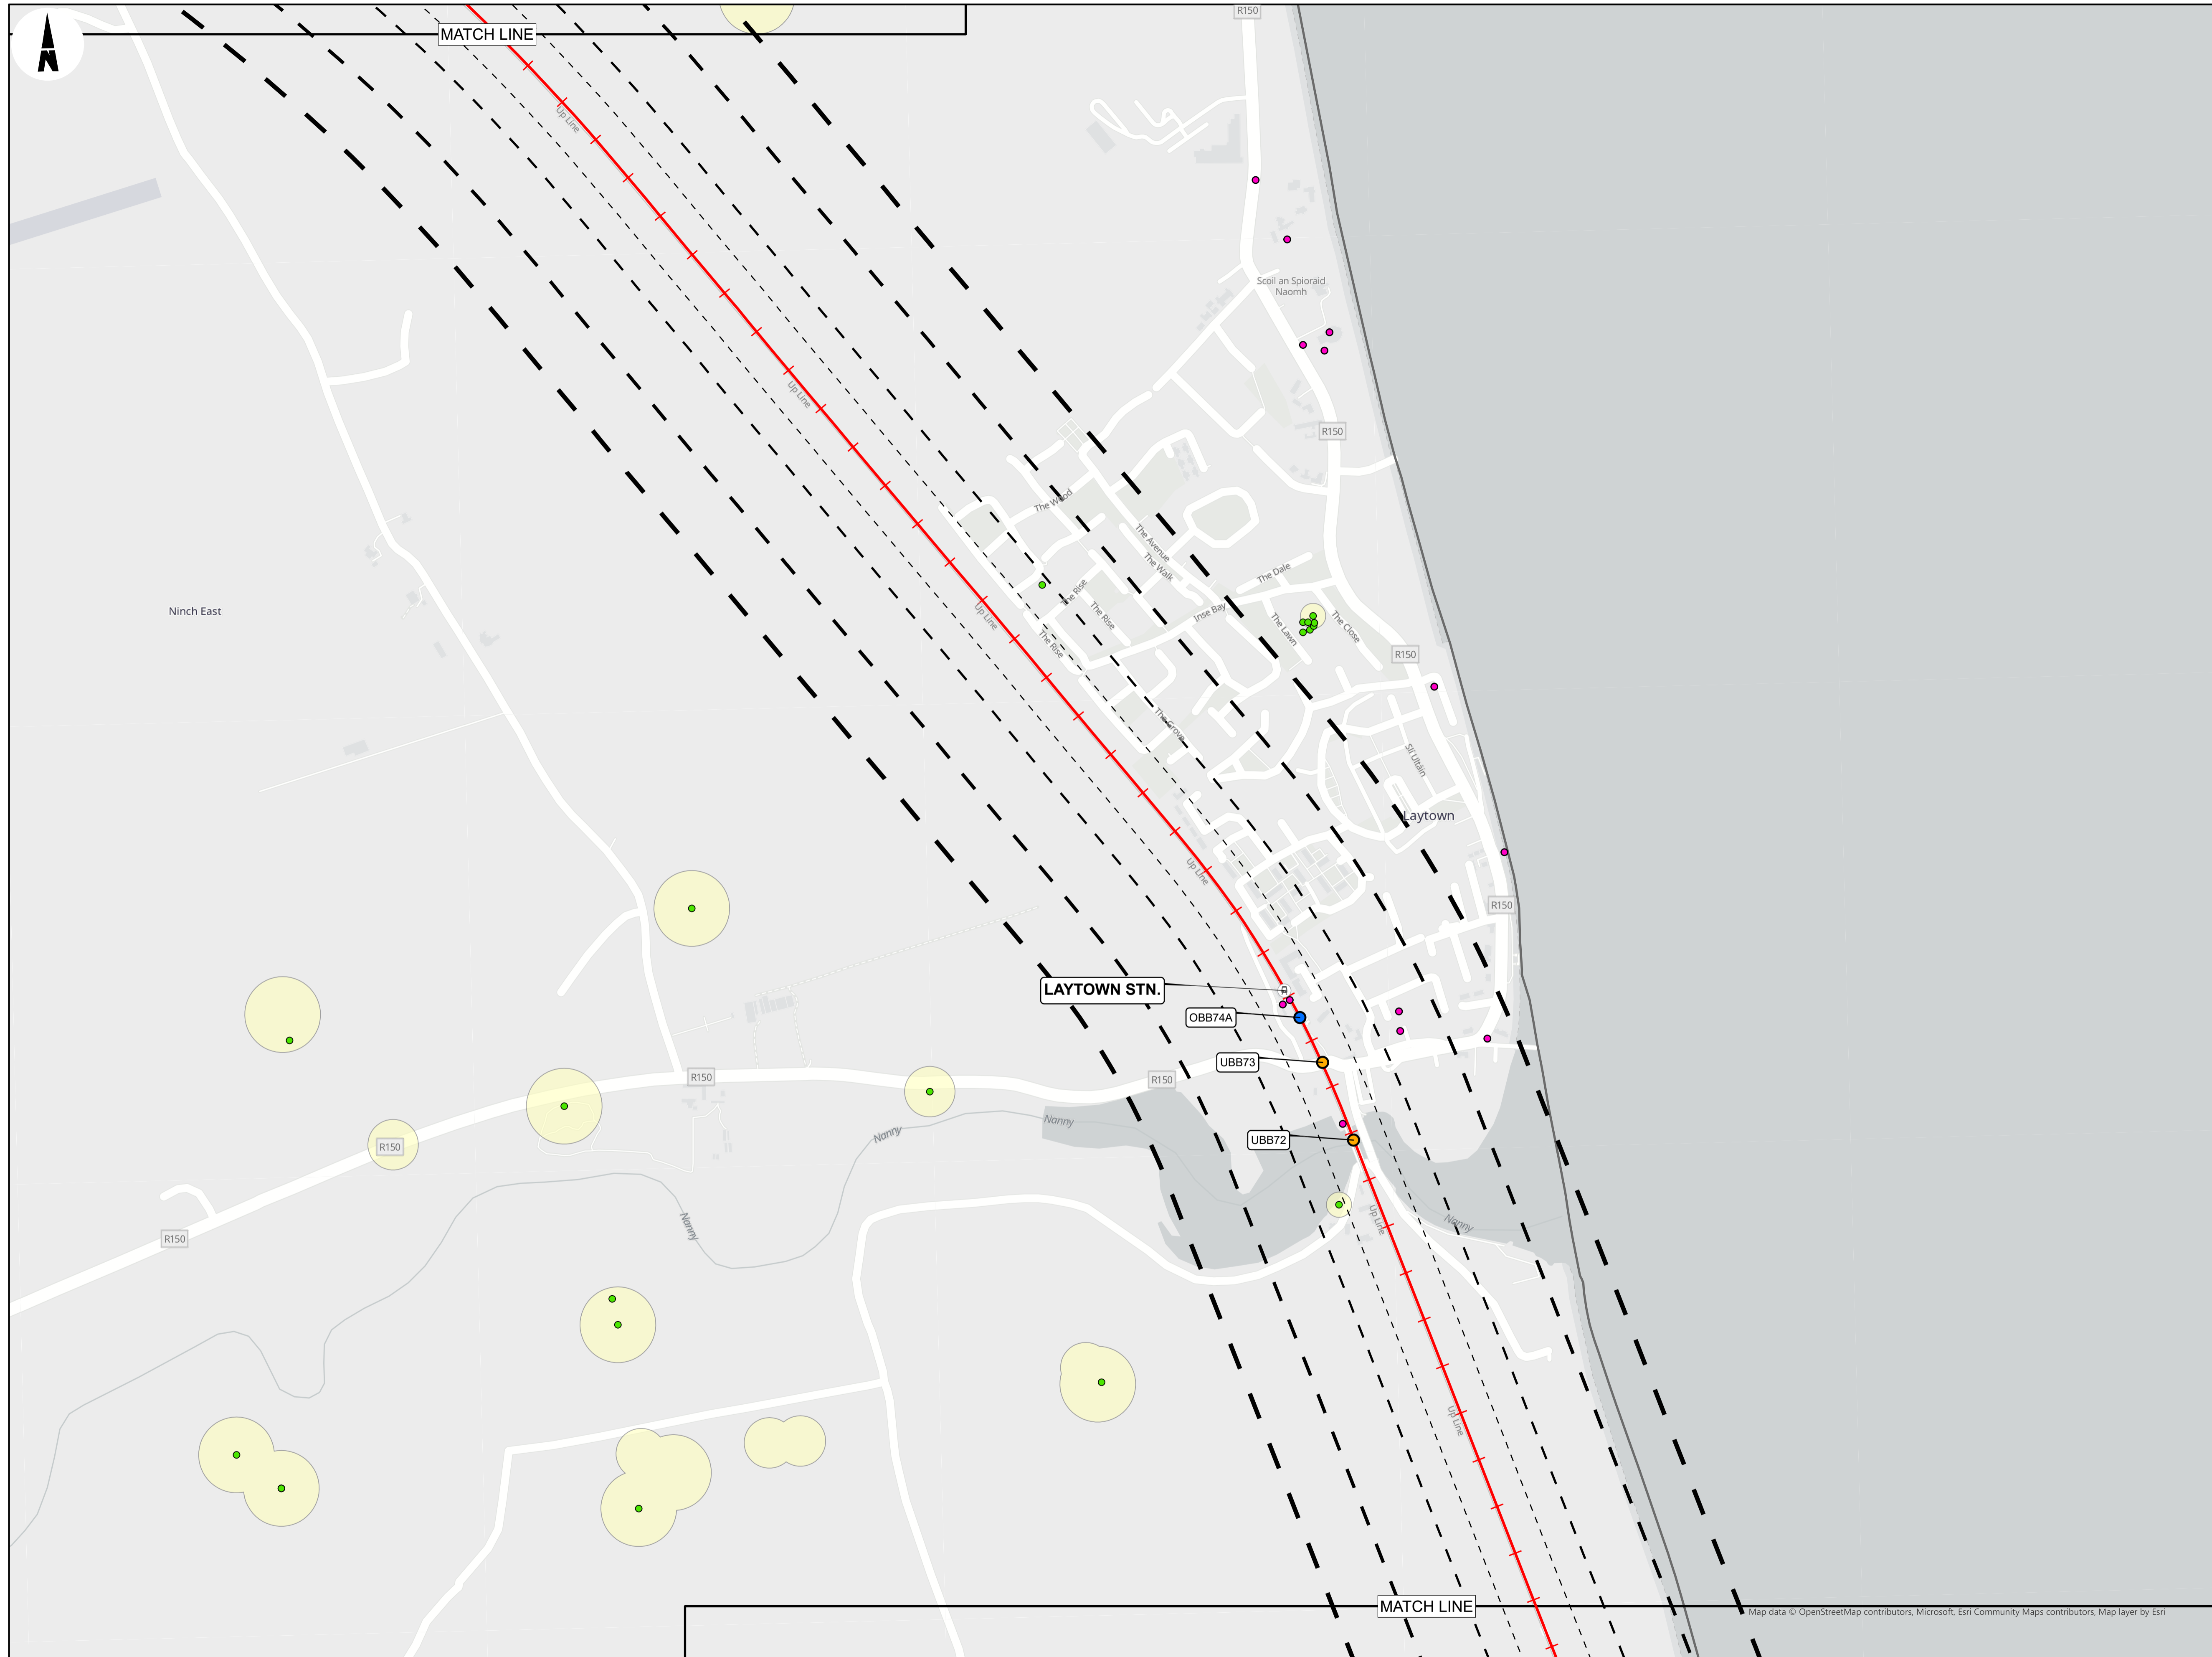 R150
MATCH LINE
N
Up Line
Scoil an Spioraid
Naomh
Up Line
R150
The Wood
The Avenue
The Walk
The Dale
The Rise
The Rise
Inse Bay
Up Line
Ninch East
The Lawn
The Close
The Rise
R150
The Grove
Slí Ultáin
Laytown
Up Line
R150
LAYTOWN STN.
OBB74A
UBB73
R150
R150
Nanny
Nanny
R150
UBB72
Nanny
Up Line
Nanny
R150
Up Line
MATCH LINE
Map data © OpenStreetMap contributors, Microsoft, Esri Community Maps contributors, Map layer by Esri